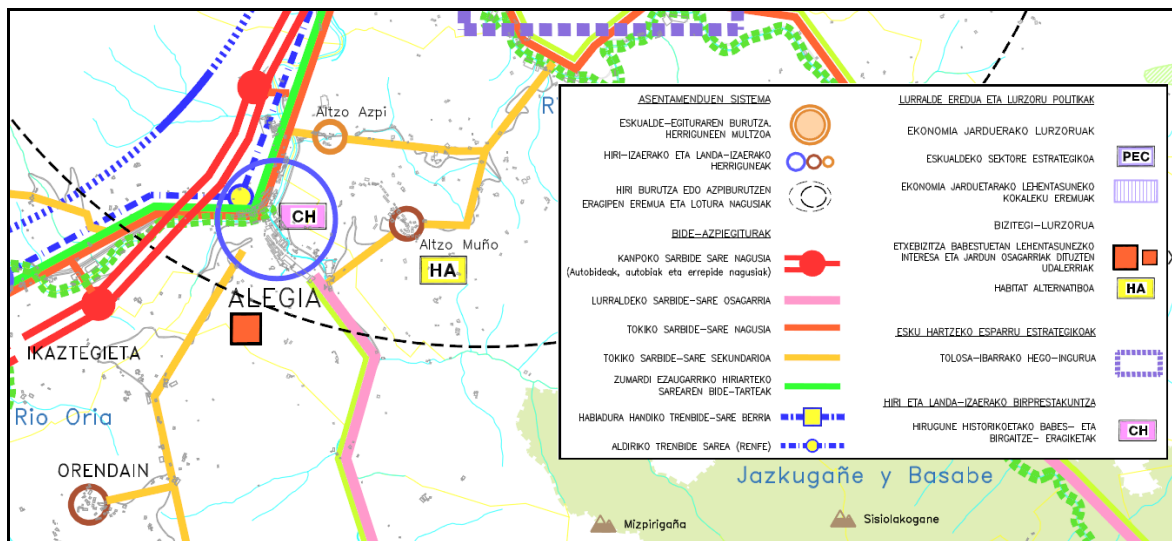 Altzo Azpi
R
CH
Altzo Muño
HA
ALEGIA
IKAZTEGIETA
Rio Oria
ORENDAIN
Jazkugañe y Basabe
Mizpirigaña
Sisiolakogane
ASENTAMENDUEN SISTEMA
ESKUALDE-EGITURAREN BURUTZA.
HERRIGUNEEN MULTZOA
HIRI-IZAERAKO ETA LANDA-IZAERAKO
HERRIGUNEAK
HIRI BURUTZA EDO AZPIBURUTZEN
ERAGIPEN EREMUA ETA LOTURA NAGUSIAK
BIDE-AZPIEGITURAK
KANPOKO SARBIDE SARE NAGUSIA
(Autobideak, autobiak eta errepide nagusiak)
LURRALDEKO SARBIDE-SARE OSAGARRIA
TOKIKO SARBIDE-SARE NAGUSIA
TOKIKO SARBIDE-SARE SEKUNDARIOA
ZUMARDI EZAUGARRIKO HIRIARTEKO
SAREAREN BIDE-TARTEAK
HABIADURA HANDIKO TRENBIDE-SARE BERRIA
ALDIRIKO TRENBIDE SAREA (RENFE)
LURRALDE EREDUA ETA LURZORU POLITIKAK
EKONOMIA JARDUERAKO LURZORUAK
ESKUALDEKO SEKTORE ESTRATEGIKOA
PEC
EKONOMIA JARDUETARAKO LEHENTASUNEKO
KOKALEKU EREMUAK
BIZITEGI-LURZORUA
ETXEBIZITZA BABESTUETAN LEHENTASUNEZKO
INTERESA ETA JARDUN OSAGARRIAK DITUZTEN
UDALERRIAK
HABITAT ALTERNATIBOA
HA
ESKU HARTZEKO ESPARRU ESTRATEGIKOAK
TOLOSA-IBARRAKO HEGO-INGURUA
HIRI ETA LANDA-IZAERAKO BIRPRESTAKUNTZA
HIRUGUNE HISTORIKOETAKO BABES- ETA
BIRGAITZE- ERAGIKETAK
CH